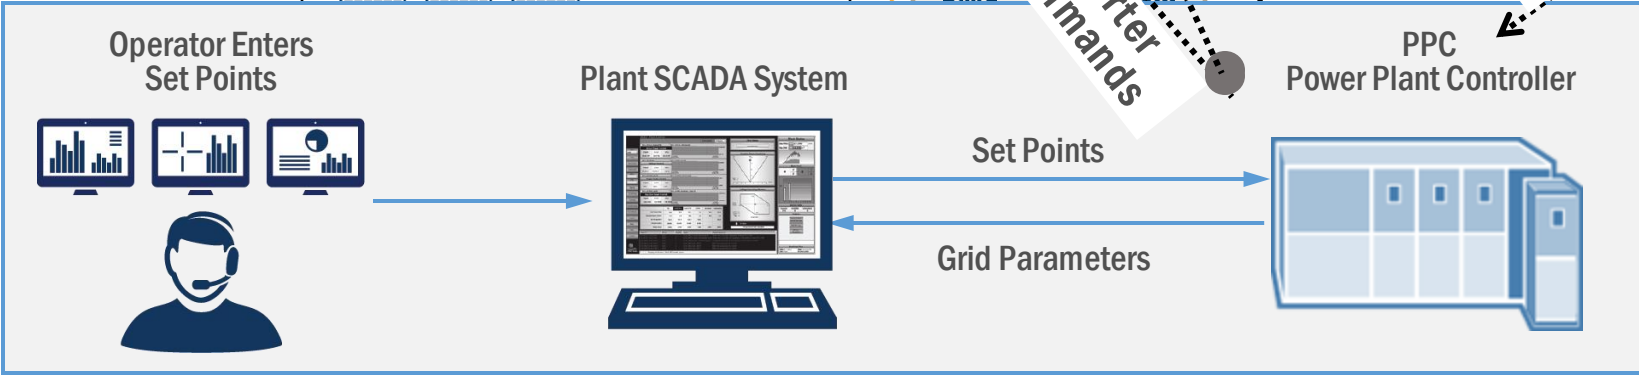 Operator Enters
Set Points
Plant SCADA System
PPC
Power Plant Controller
Set Points
Grid Parameters